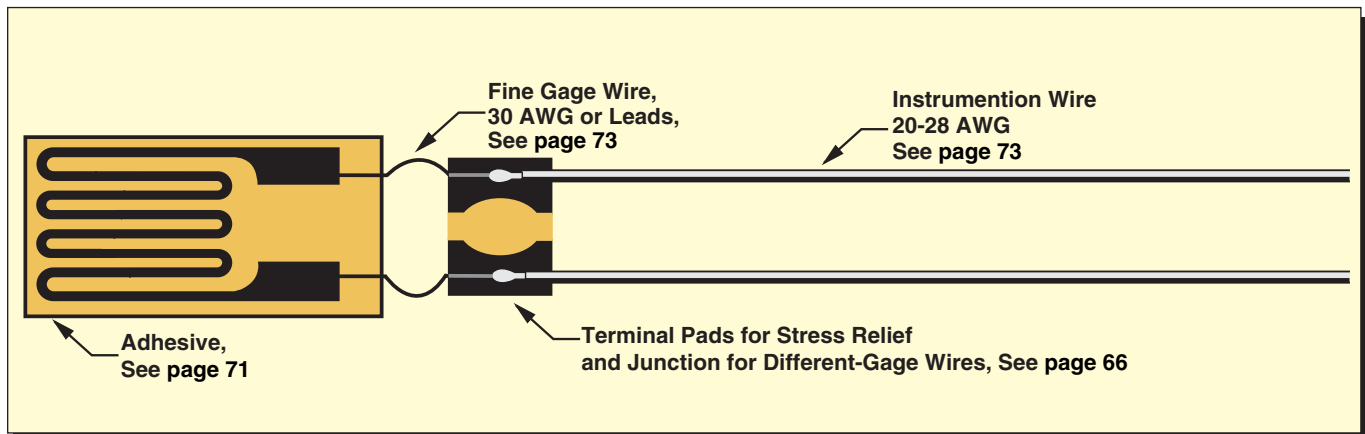 Fine Gage Wire,
30 AWG or Leads,
See page 73
Instrumention Wire
20-28 AWG
See page 73
Adhesive,
See page 71
Terminal Pads for Stress Relief
and Junction for Different-Gage Wires, See page 66